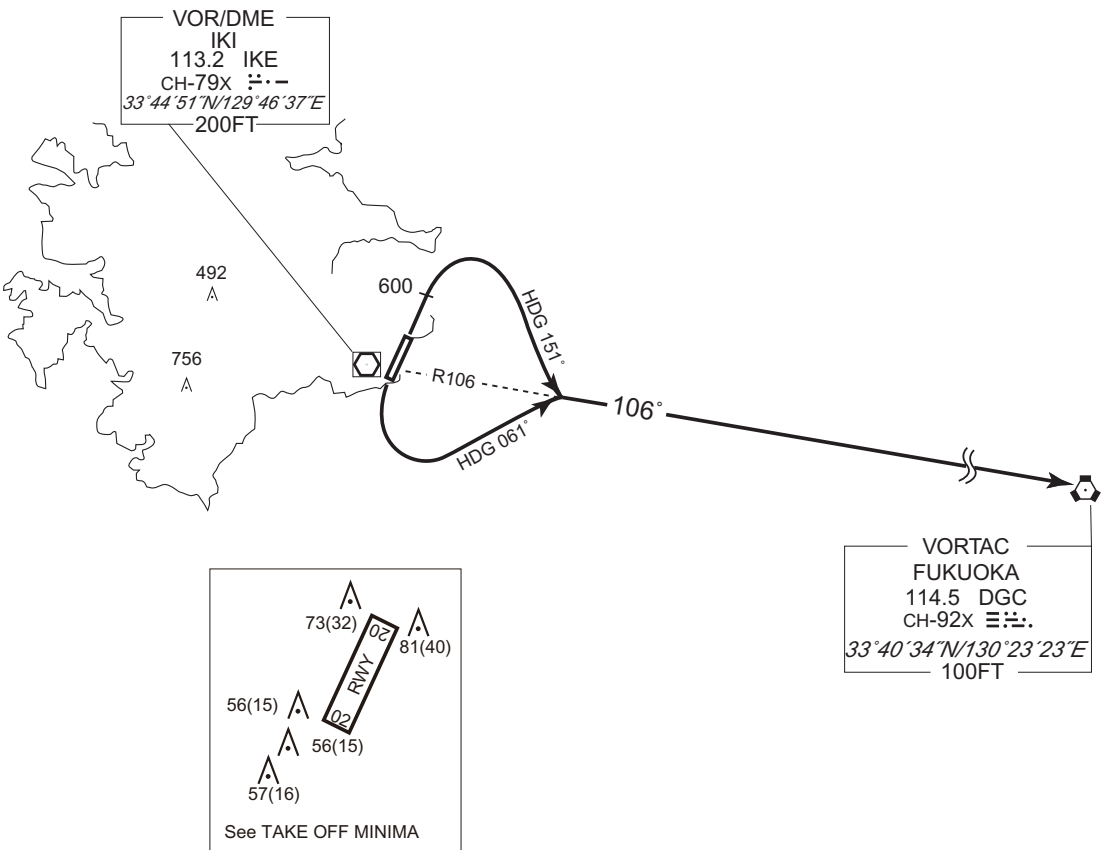 VOR/DME
IKI
113.2 IKE
CH-79X
33°44′51″N/129°46′37″E
200FT
492
600
HDG 151°
756
R106
106°
HDG 061°
VORTAC
FUKUOKA
114.5 DGC
CH-92X
33°40′34″N/130°23′23″E
100FT
73(32)
20
81(40)
RWY
56(15)
02
56(15)
57(16)
See TAKE OFF MINIMA